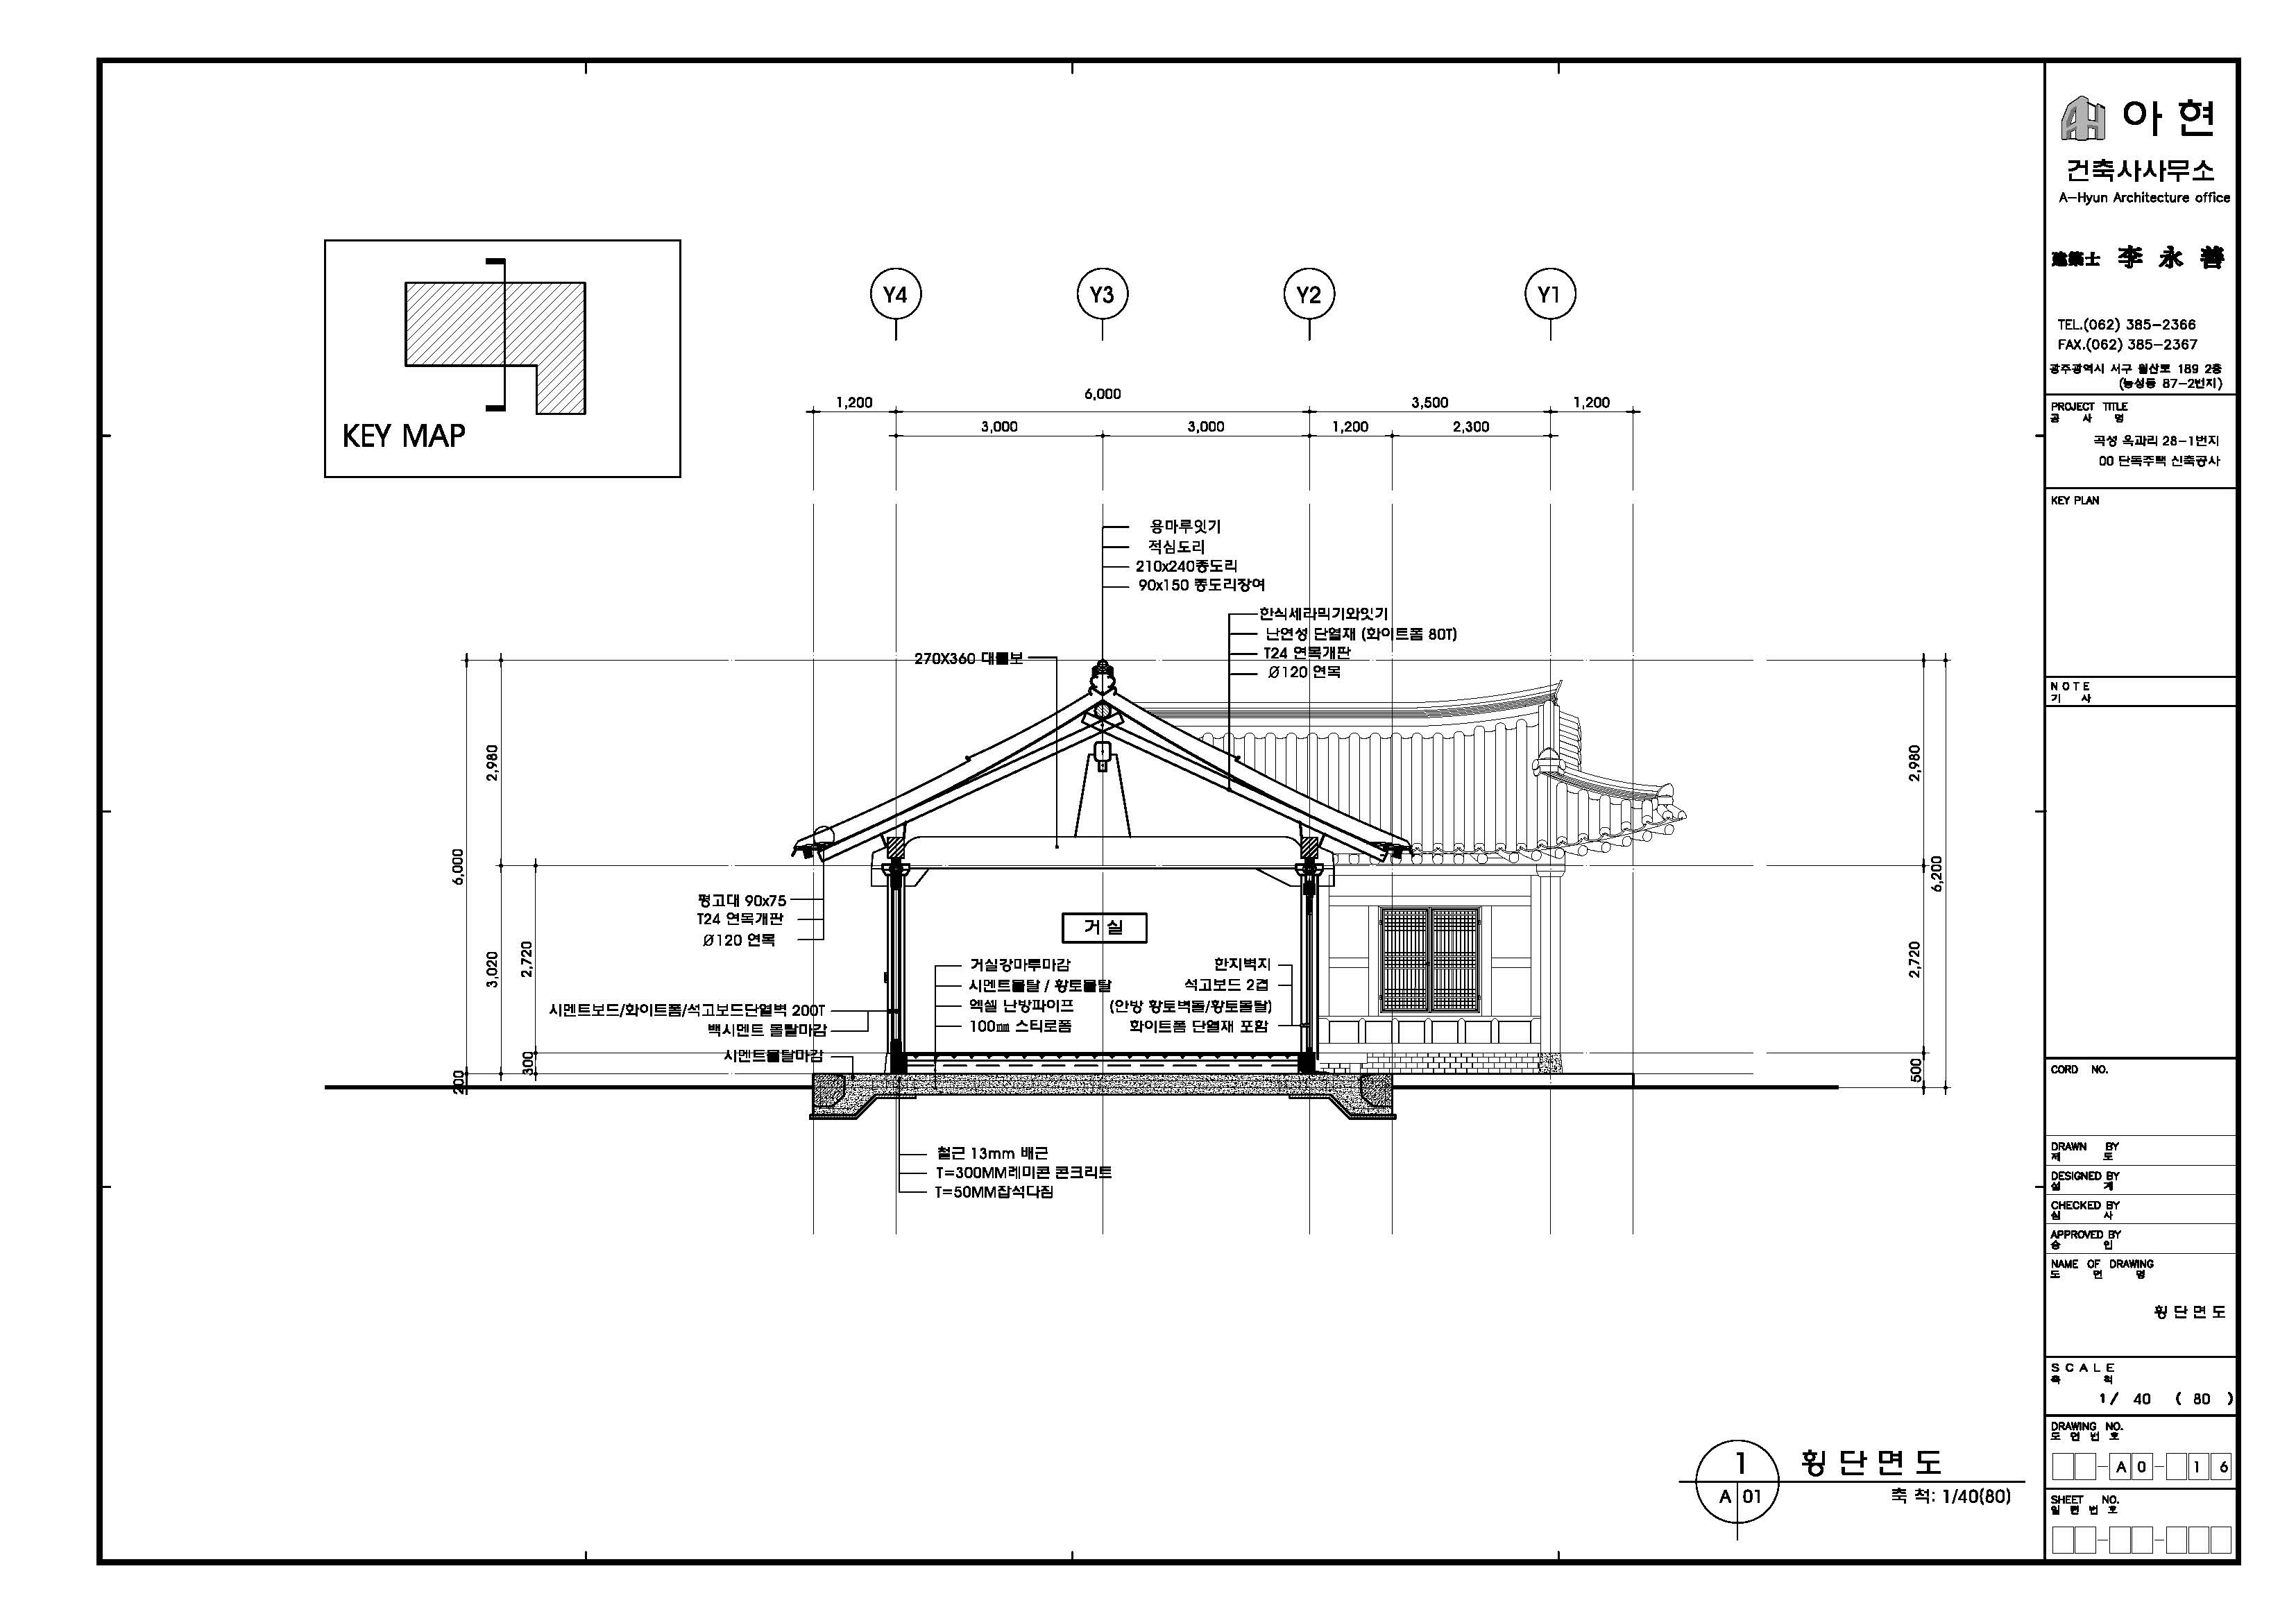 아 현
건축사사무소
A-Hyun Architecture office
建築士 李 永 善
TEL.(062) 385-2366
FAX.(062) 385-2367
광주광역시 서구 월산로 189 2층
(농성동 87-2번지)
PROJECT TITLE
공 사 명
곡성 옥과리 28-1번지
00 단독주택 신축공사
KEY PLAN
NOTE
기 사
CORD NO.
DRAWN BY
제 도
DESIGNED BY
설 계
CHECKED BY
심 사
APPROVED BY
승 인
NAME OF DRAWING
도 면 명
횡단면도
SCALE
축 척
1/ 40 ( 80 )
DRAWING NO.
도 면 번 호
A 0 - 1 6
SHEET NO.
일 련 번 호
KEY MAP
Y4 Y3 Y2 Y1
1,200 6,000 3,500 1,200
3,000 3,000 1,200 2,300
용마루잇기
적심도리
210x240종도리
90x150 종도리장여
한식세라믹기와잇기
난연성 단열재 (화이트폼 80T)
T24 연목개판
Ø120 연목
270X360 대들보
2,980
6,000
3,020
2,720
300
200
2,980
6,200
2,720
500
평고대 90x75
T24 연목개판
Ø120 연목
거 실
거실강마루마감
시멘트몰탈 / 황토몰탈
엑셀 난방파이프
100㎜ 스티로폼
한지벽지
석고보드 2겹
(안방 황토벽돌/황토몰탈)
화이트폼 단열재 포함
시멘트보드/화이트폼/석고보드단열벽 200T
백시멘트 몰탈마감
시멘트몰탈마감
철근 13mm 배근
T=300MM레미콘 콘크리트
T=50MM잡석다짐
1
A 01
횡단면도
축 척: 1/40(80)